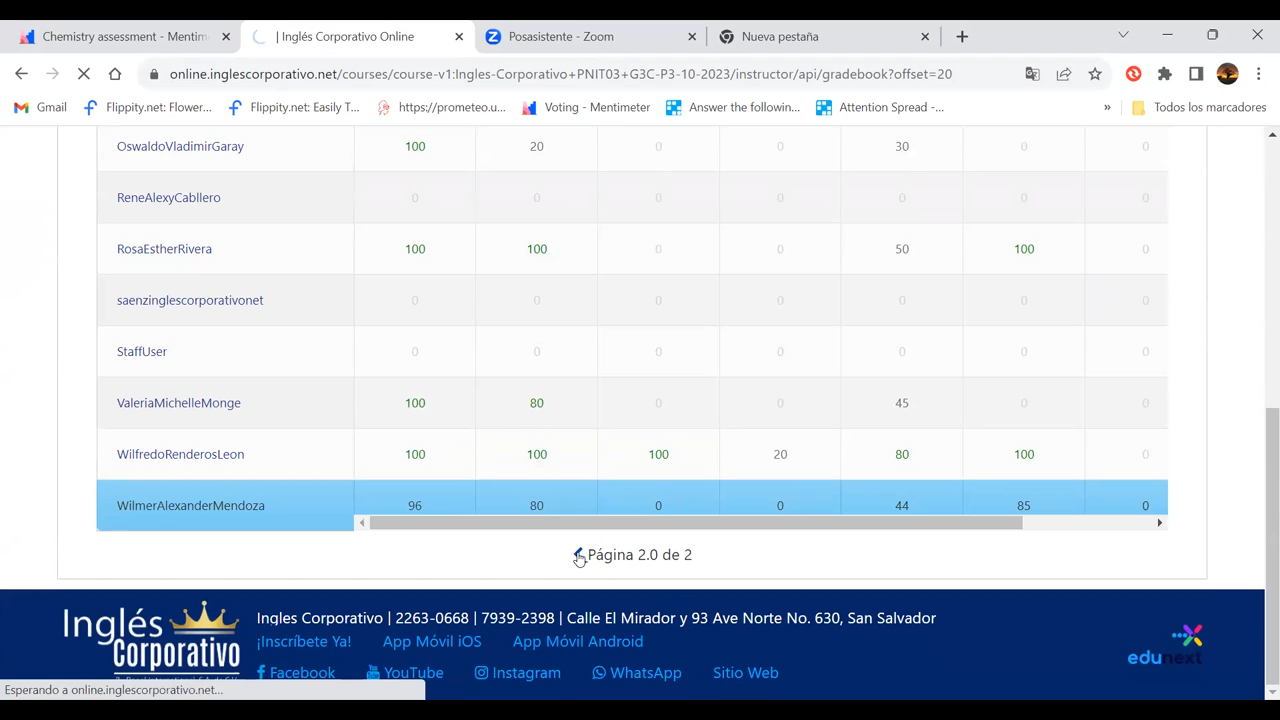 Chemistry assessment - Mentim
| Inglés Corporativo Online
Posasistente - Zoom
Nueva pestaña
online.inglescorporativo.net/courses/course-v1:Ingles-Corporativo+PNIT03+G3C-P3-10-2023/instructor/api/gradebook?offset=20
Gmail
Flippity.net: Flower...
Flippity.net: Easily T...
https://prometeo.u...
Voting - Mentimeter
Answer the followin...
Attention Spread -...
»
Todos los marcadores
OswaldoVladimirGaray 100 20 0 0 30 0 0
ReneAlexyCabllero 0 0 0 0 0 0 0
RosaEstherRivera 100 100 0 0 50 100 0
saenzinglescorporativonet 0 0 0 0 0 0 0
StaffUser 0 0 0 0 0 0 0
ValeriaMichelleMonge 100 80 0 0 45 0 0
WilfredoRenderosLeon 100 100 100 20 80 100 0
WilmerAlexanderMendoza 96 80 0 0 44 85 0
Página 2.0 de 2
Inglés
Corporativo
Ingles Corporativo | 2263-0668 | 7939-2398 | Calle El Mirador y 93 Ave Norte No. 630, San Salvador
¡Inscríbete Ya! App Móvil iOS App Móvil Android
Facebook YouTube Instagram WhatsApp Sitio Web
edunext
Esperando a online.inglescorporativo.net...